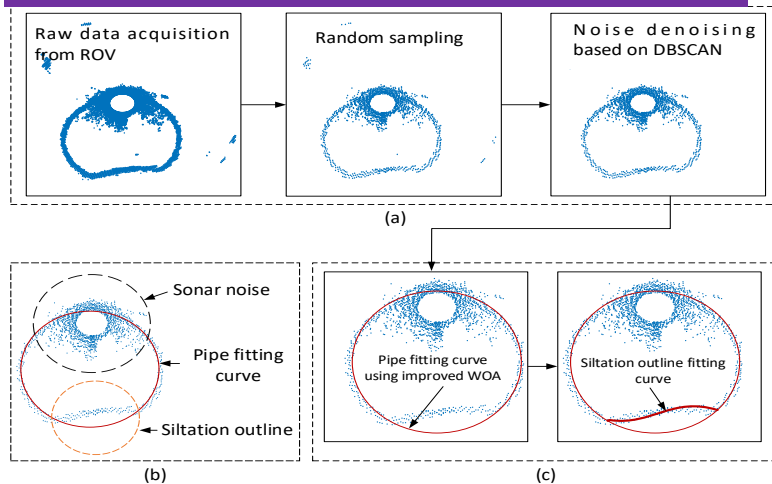 Raw data acquisition
from ROV
Random sampling
Noise denoising
based on DBSCAN
(a)
Sonar noise
Pipe fitting
curve
Siltation outline
(b)
Pipe fitting curve
using improved WOA
Siltation outline fitting
curve
(c)